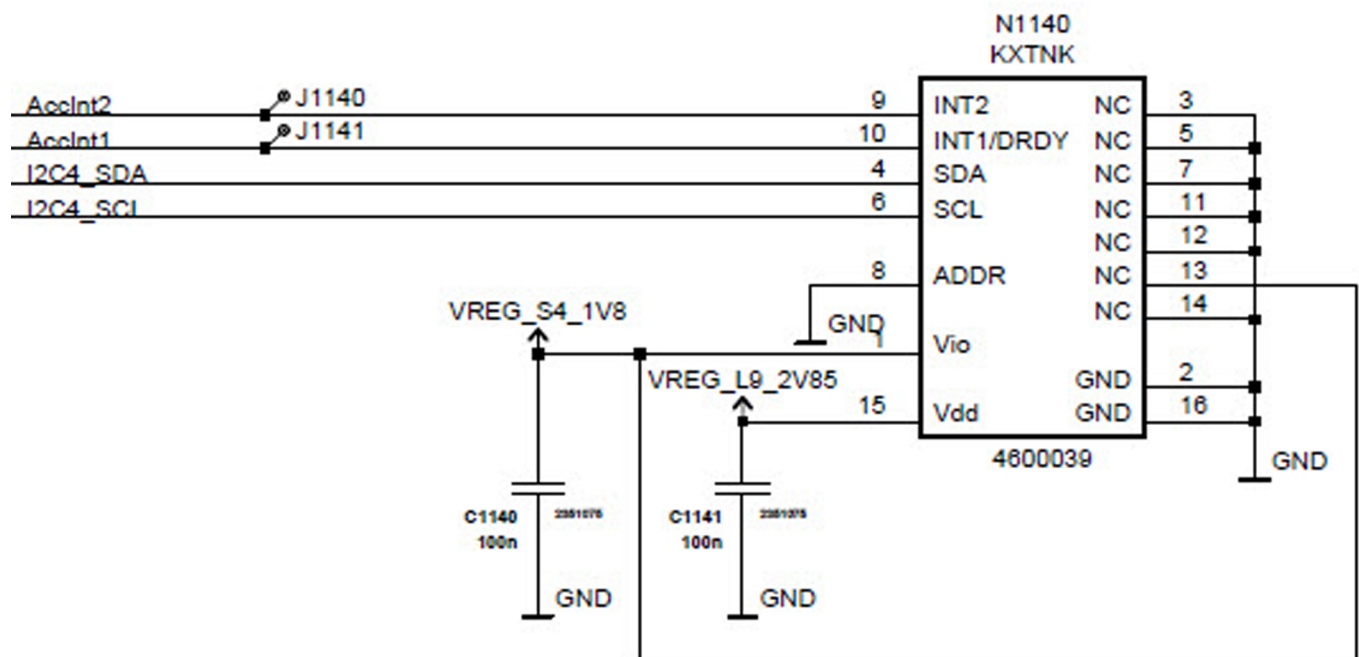 N1140
KXTNK
AccInt2 J1140 9 INT2 NC 3
AccInt1 J1141 10 INT1/DRDY NC 5
I2C4_SDA 4 SDA NC 7
I2C4_SCL 6 SCL NC 11
NC 12
8 ADDR NC 13
NC 14
VREG_S4_1V8 GND
1 Vio
VREG_L9_2V85 GND 2
15 Vdd GND 16
4600039 GND
C1140 2351075 C1141 2351075
100n 100n
GND GND